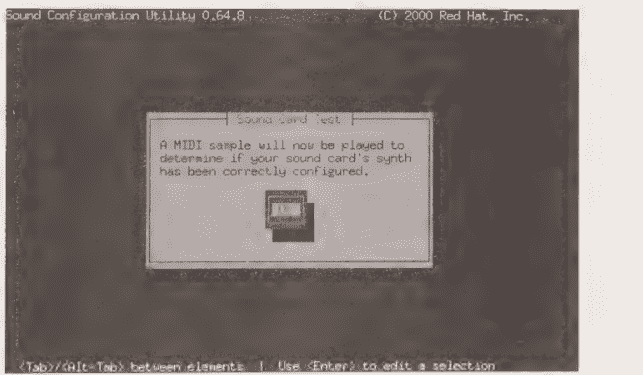 Sound Configuration Utility 0.64.8 (C) 2000 Red Hat, Inc.
Sound Card Test
A MIDI sample will now be played to
determine if your sound card's synth
has been correctly configured.
<Tab>/<Alt-Tab> between elements | Use <Enter> to edit a selection